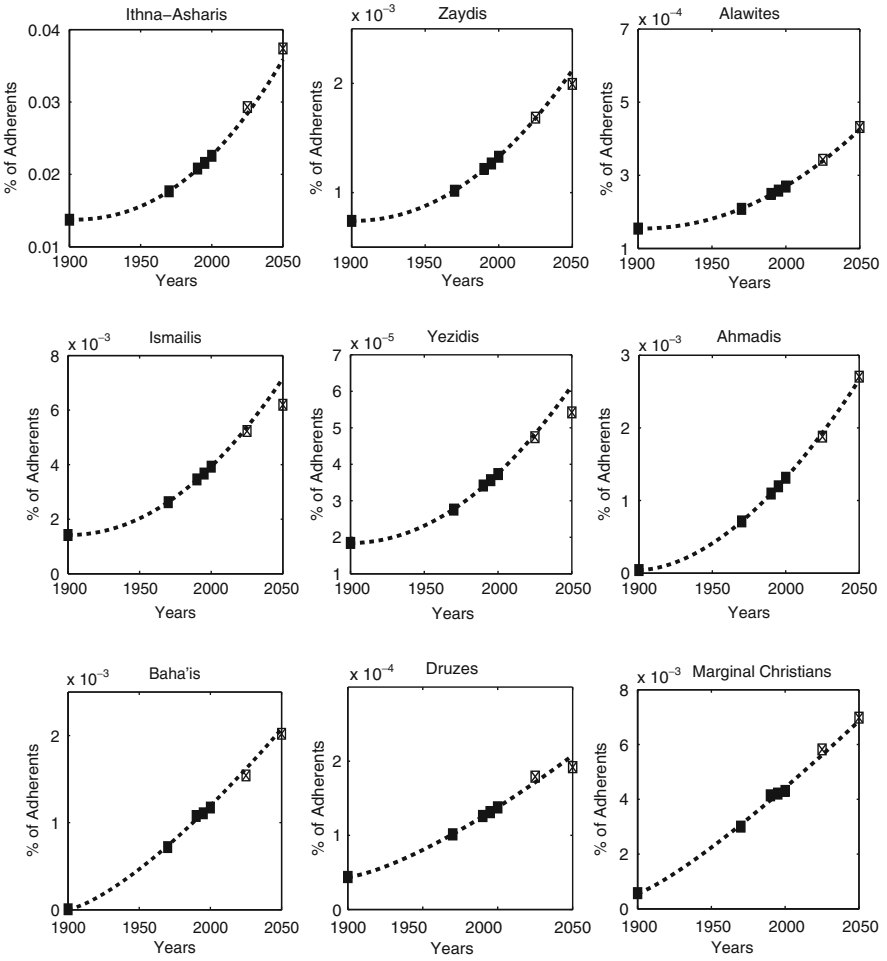 Ithna–Asharis
% of Adherents
0.04
0.03
0.02
0.01
1900 1950 2000 2050
Years
x 10⁻³
Zaydis
% of Adherents
2
1
1900 1950 2000 2050
Years
x 10⁻⁴
Alawites
% of Adherents
7
5
3
1
1900 1950 2000 2050
Years
x 10⁻³
Ismailis
% of Adherents
8
6
4
2
0
1900 1950 2000 2050
Years
x 10⁻⁵
Yezidis
% of Adherents
7
6
5
4
3
2
1
1900 1950 2000 2050
Years
x 10⁻³
Ahmadis
% of Adherents
3
2
1
0
1900 1950 2000 2050
Years
x 10⁻³
Baha'is
% of Adherents
2
1
0
1900 1950 2000 2050
Years
x 10⁻⁴
Druzes
% of Adherents
2
1
0
1900 1950 2000 2050
Years
x 10⁻³
Marginal Christians
% of Adherents
8
6
4
2
0
1900 1950 2000 2050
Years